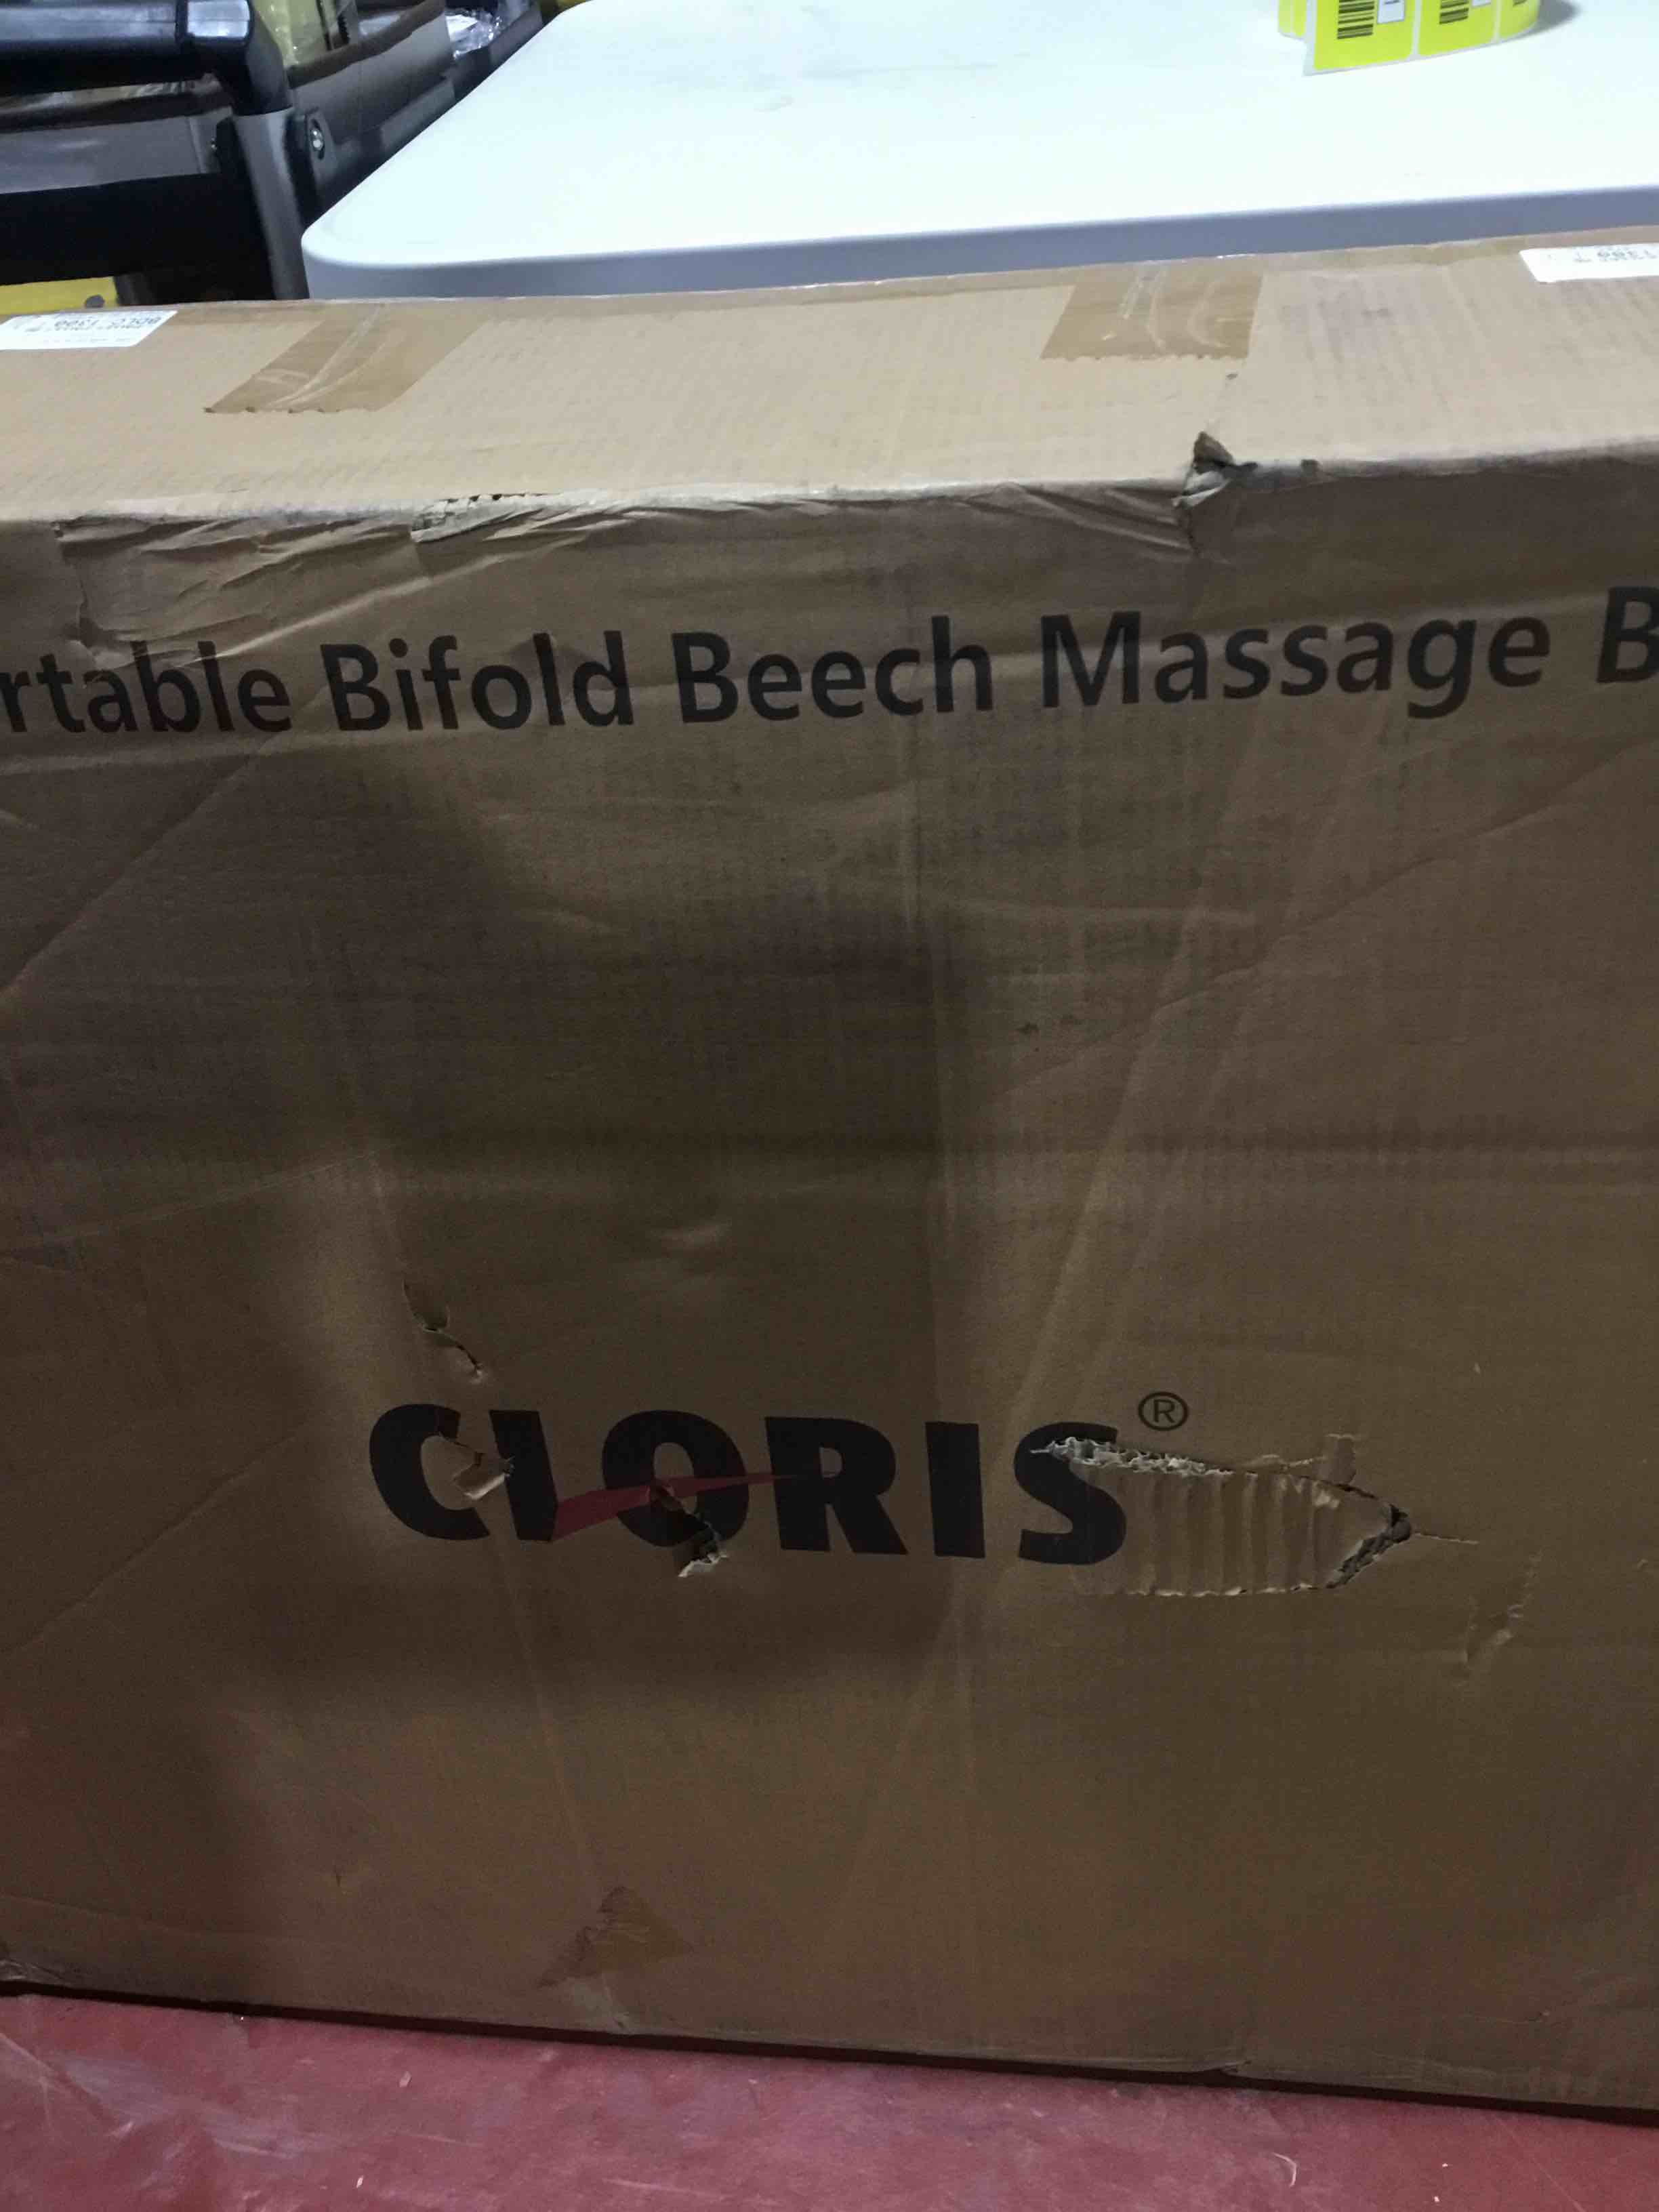 rtable Bifold Beech Massage B
CLORIS®